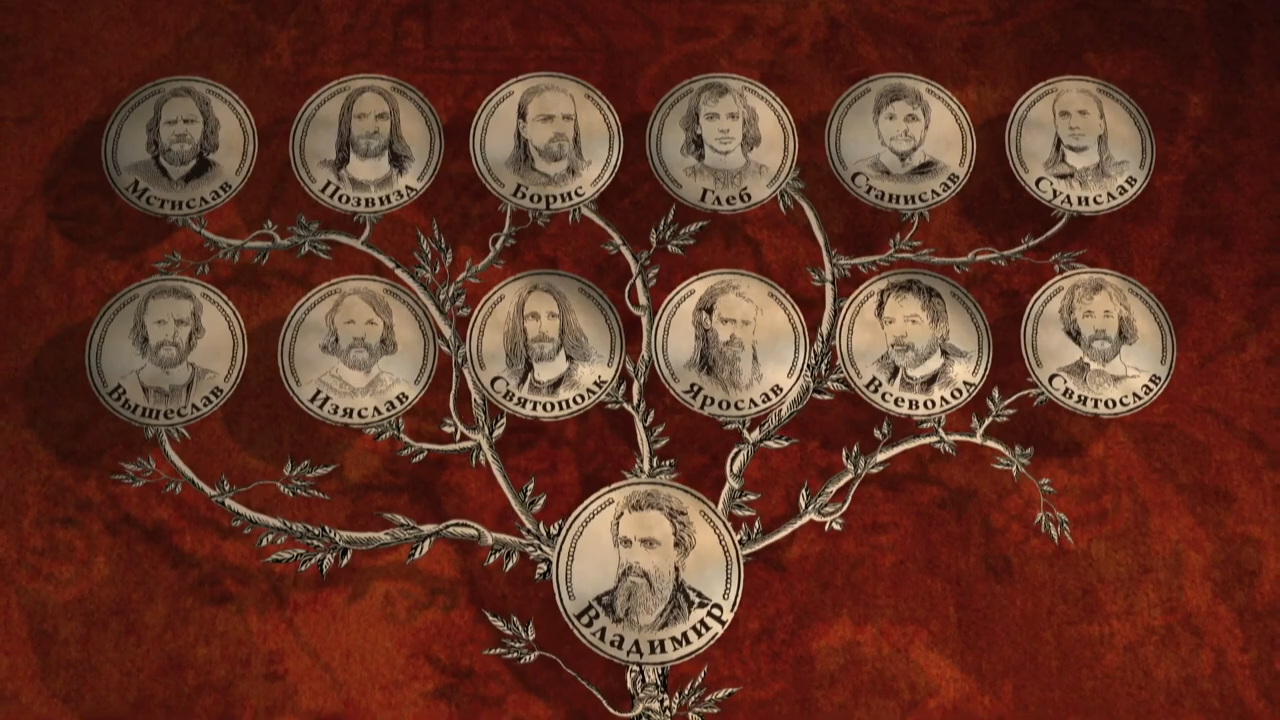 Мстислав
Позвизд
Борис
Глеб
Станислав
Судислав
Вышеслав
Изяслав
Святополк
Ярослав
Всеволод
Святослав
Владимир